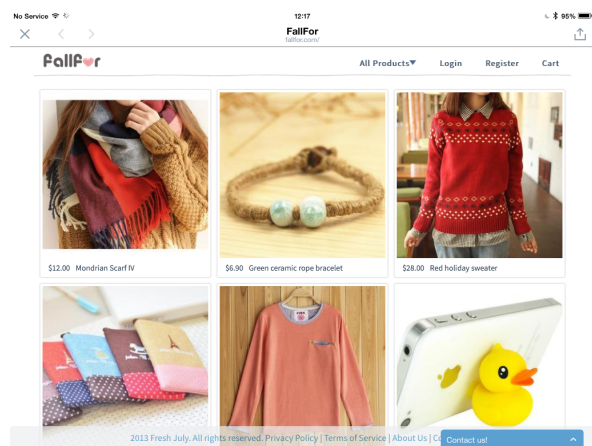 No Service
12:17
95%
FallFor
fallfor.com/
fallfor
All Products▼ Login Register Cart
$12.00 Mondrian Scarf IV
$6.90 Green ceramic rope bracelet
$28.00 Red holiday sweater
2013 Fresh July. All rights reserved. Privacy Policy | Terms of Service | About Us |
Contact us!